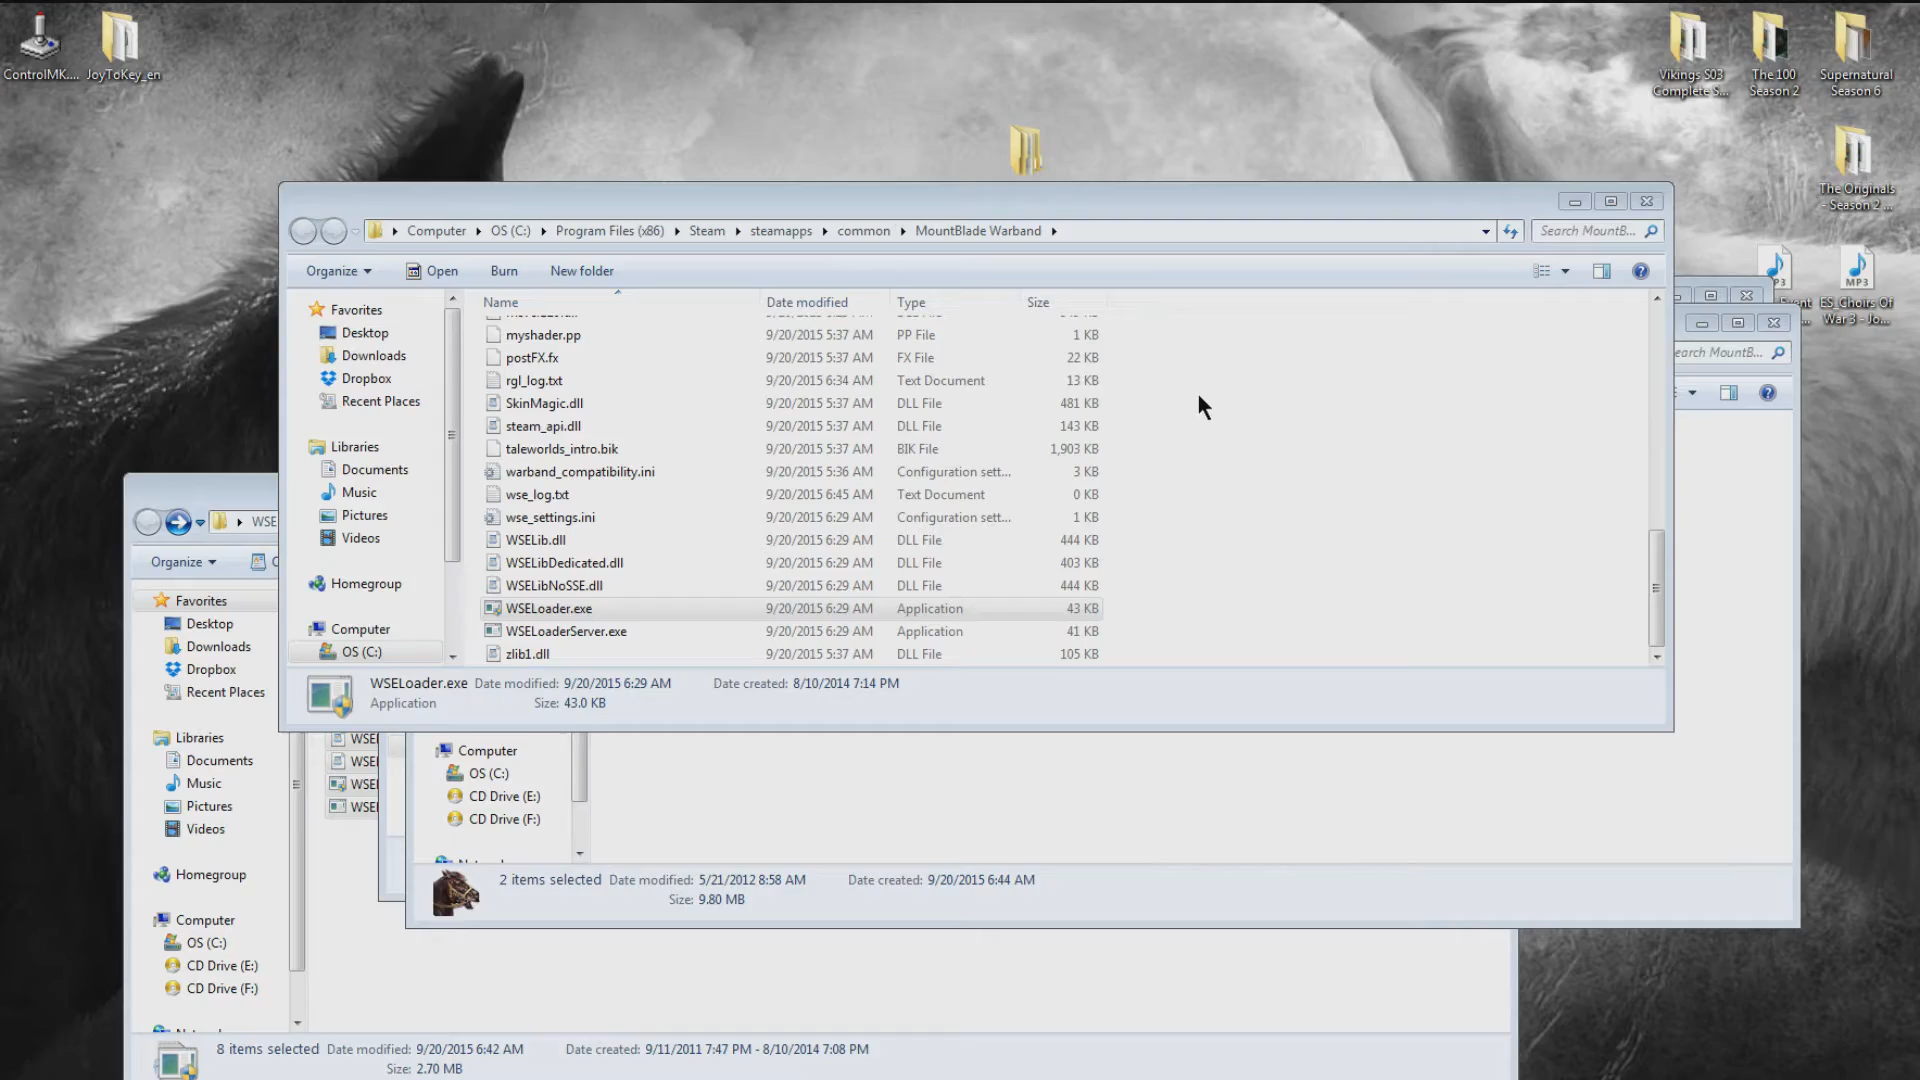 ControlMK....
JoyToKey_en
Vikings S03
Complete S...
The 100
Season 2
Supernatural
Season 6
The Originals
- Season 2 ...
ES_Choirs Of
War 3 - Jo...
Computer
OS (C:)
Program Files (x86)
Steam
steamapps
common
MountBlade Warband
Search MountB...
Organize
Open
Burn
New folder
Favorites
Desktop
Downloads
Dropbox
Recent Places
Libraries
Documents
Music
Pictures
Videos
Homegroup
Computer
OS (C:)
Name Date modified Type Size
myshader.pp 9/20/2015 5:37 AM PP File 1 KB
postFX.fx 9/20/2015 5:37 AM FX File 22 KB
rgl_log.txt 9/20/2015 6:34 AM Text Document 13 KB
SkinMagic.dll 9/20/2015 5:37 AM DLL File 481 KB
steam_api.dll 9/20/2015 5:37 AM DLL File 143 KB
taleworlds_intro.bik 9/20/2015 5:37 AM BIK File 1,903 KB
warband_compatibility.ini 9/20/2015 5:36 AM Configuration sett... 3 KB
wse_log.txt 9/20/2015 6:45 AM Text Document 0 KB
wse_settings.ini 9/20/2015 6:29 AM Configuration sett... 1 KB
WSELib.dll 9/20/2015 6:29 AM DLL File 444 KB
WSELibDedicated.dll 9/20/2015 6:29 AM DLL File 403 KB
WSELibNoSSE.dll 9/20/2015 6:29 AM DLL File 444 KB
WSELoader.exe 9/20/2015 6:29 AM Application 43 KB
WSELoaderServer.exe 9/20/2015 6:29 AM Application 41 KB
zlib1.dll 9/20/2015 5:37 AM DLL File 105 KB
WSELoader.exe Date modified: 9/20/2015 6:29 AM Date created: 8/10/2014 7:14 PM
Application Size: 43.0 KB
earch MountB...
WSE
Organize
Favorites
Desktop
Downloads
Dropbox
Recent Places
Libraries
Documents
Music
Pictures
Videos
Homegroup
Computer
OS (C:)
CD Drive (E:)
CD Drive (F:)
WSE
WSE
WSE
WSE
Computer
OS (C:)
CD Drive (E:)
CD Drive (F:)
2 items selected Date modified: 5/21/2012 8:58 AM Date created: 9/20/2015 6:44 AM
Size: 9.80 MB
8 items selected Date modified: 9/20/2015 6:42 AM Date created: 9/11/2011 7:47 PM - 8/10/2014 7:08 PM
Size: 2.70 MB